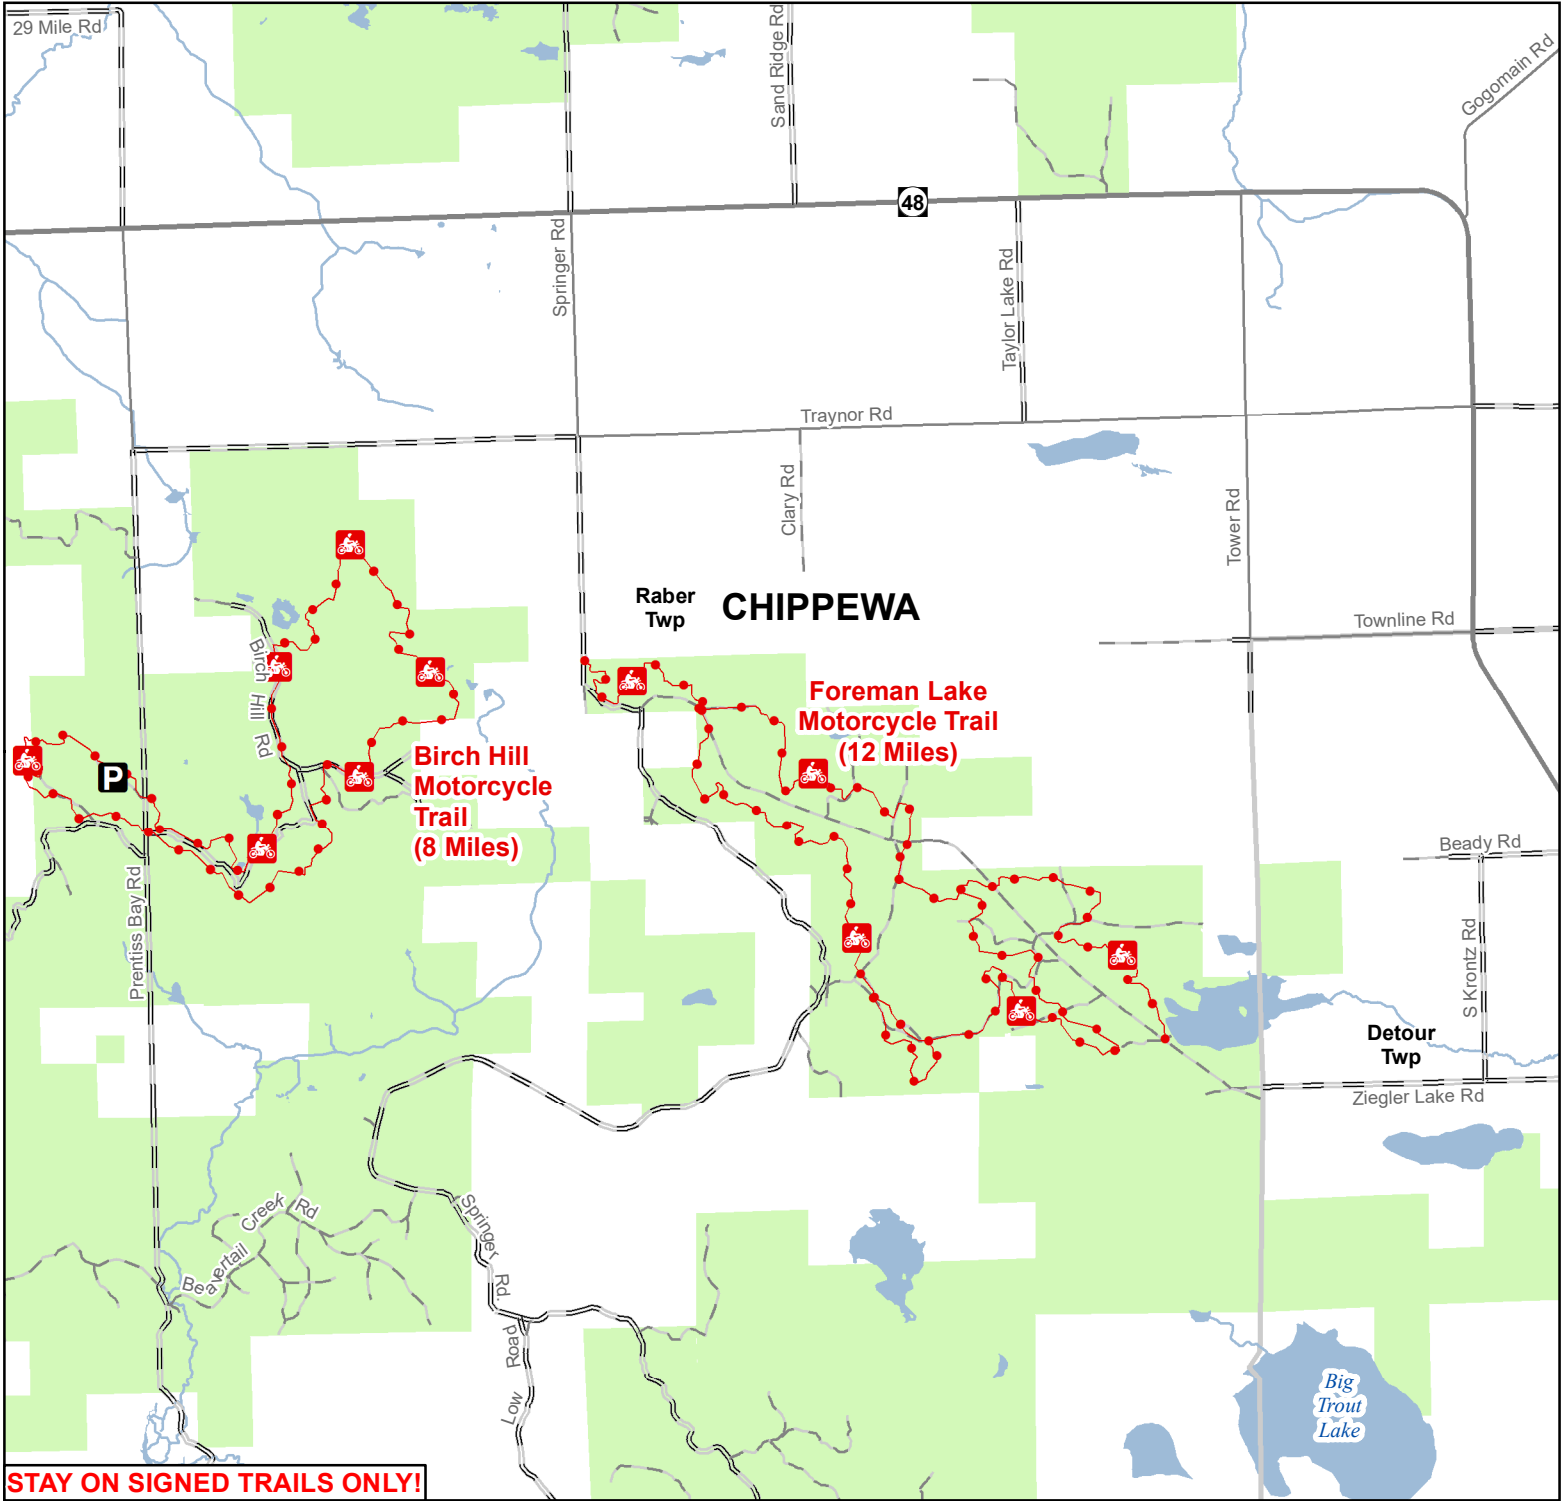 29 Mile Rd
Sand Ridge Rd
Gogomain Rd
48
Springer Rd
Taylor Lake Rd
Traynor Rd
Clary Rd
Tower Rd
Raber
Twp
CHIPPEWA
Townline Rd
Birch Hill Rd
Foreman Lake
Motorcycle Trail
(12 Miles)
P
Birch Hill
Motorcycle
Trail
(8 Miles)
Beady Rd
Prentiss Bay Rd
S Krontz Rd
Detour
Twp
Ziegler Lake Rd
Beavertail Creek Rd
Springer Rd.
Low Road
Big
Trout
Lake
STAY ON SIGNED TRAILS ONLY!